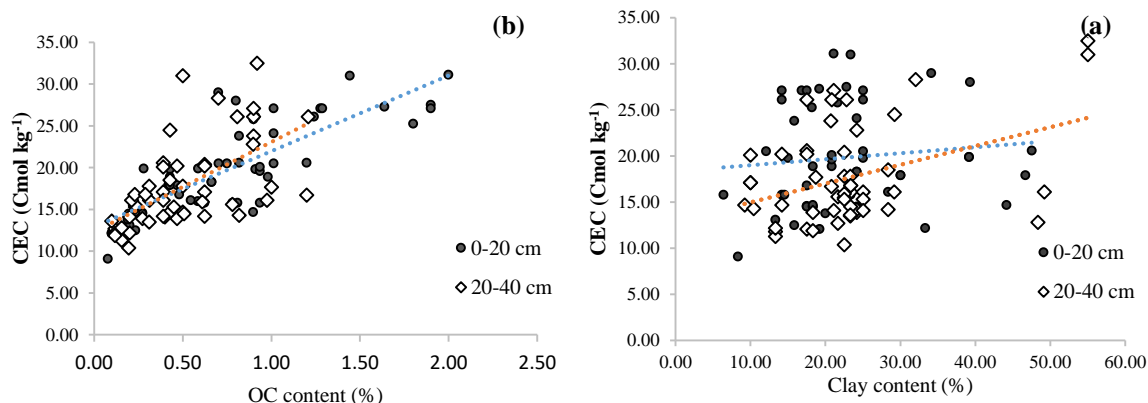 (b)
35.00
30.00
25.00
20.00
15.00
10.00
5.00
0.00
CEC (Cmol kg⁻¹)
0-20 cm
20-40 cm
0.00 0.50 1.00 1.50 2.00 2.50
OC content (%)
(a)
35.00
30.00
25.00
20.00
15.00
10.00
5.00
0.00
CEC (Cmol kg⁻¹)
0-20 cm
20-40 cm
0.00 10.00 20.00 30.00 40.00 50.00 60.00
Clay content (%)